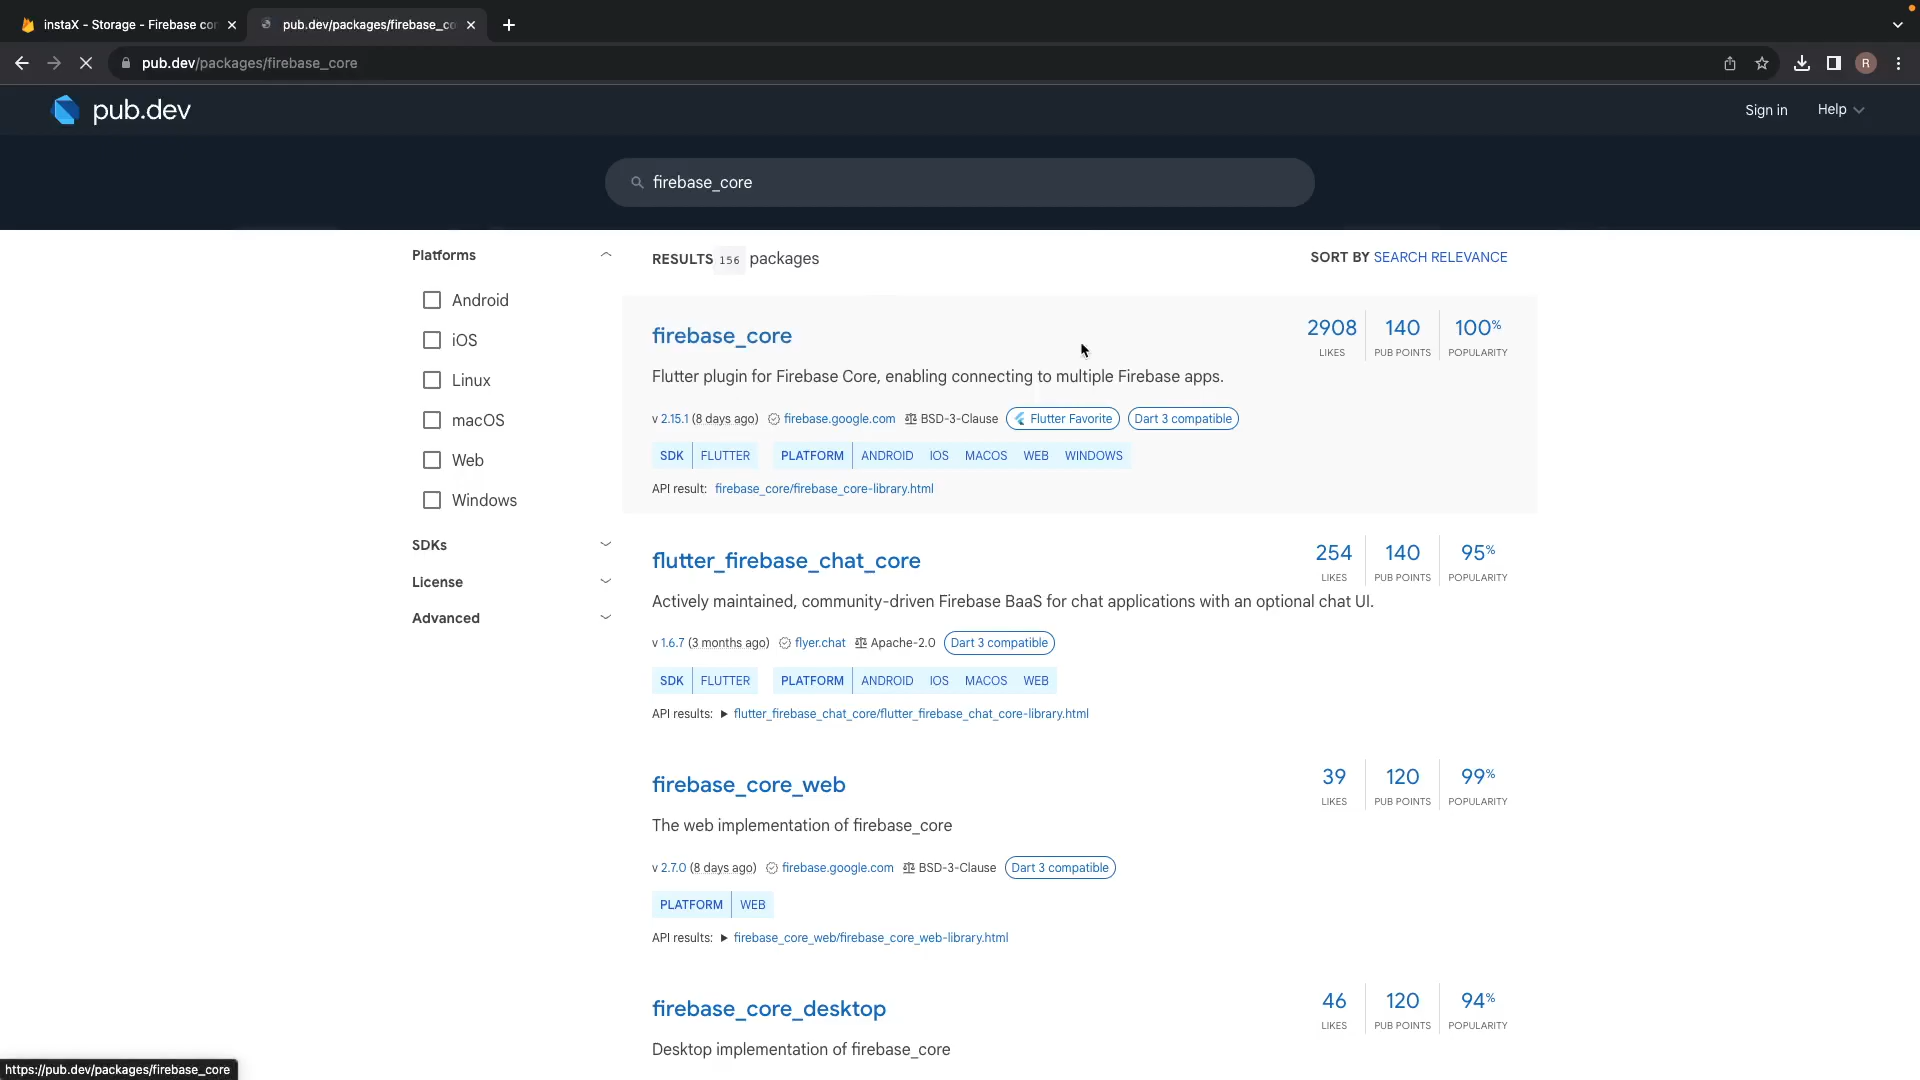 instaX - Storage - Firebase con
pub.dev/packages/firebase_co
pub.dev/packages/firebase_core
R
pub.dev
Sign in
Help
firebase_core
Platforms
Android
iOS
Linux
macOS
Web
Windows
SDKs
License
Advanced
RESULTS 156 packages
SORT BY SEARCH RELEVANCE
firebase_core
2908 LIKES
140 PUB POINTS
100% POPULARITY
Flutter plugin for Firebase Core, enabling connecting to multiple Firebase apps.
v 2.15.1 (8 days ago) firebase.google.com BSD-3-Clause Flutter Favorite Dart 3 compatible
SDK FLUTTER PLATFORM ANDROID IOS MACOS WEB WINDOWS
API result: firebase_core/firebase_core-library.html
flutter_firebase_chat_core
254 LIKES
140 PUB POINTS
95% POPULARITY
Actively maintained, community-driven Firebase BaaS for chat applications with an optional chat UI.
v 1.6.7 (3 months ago) flyer.chat Apache-2.0 Dart 3 compatible
SDK FLUTTER PLATFORM ANDROID IOS MACOS WEB
API results: flutter_firebase_chat_core/flutter_firebase_chat_core-library.html
firebase_core_web
39 LIKES
120 PUB POINTS
99% POPULARITY
The web implementation of firebase_core
v 2.7.0 (8 days ago) firebase.google.com BSD-3-Clause Dart 3 compatible
PLATFORM WEB
API results: firebase_core_web/firebase_core_web-library.html
firebase_core_desktop
46 LIKES
120 PUB POINTS
94% POPULARITY
Desktop implementation of firebase_core
https://pub.dev/packages/firebase_core